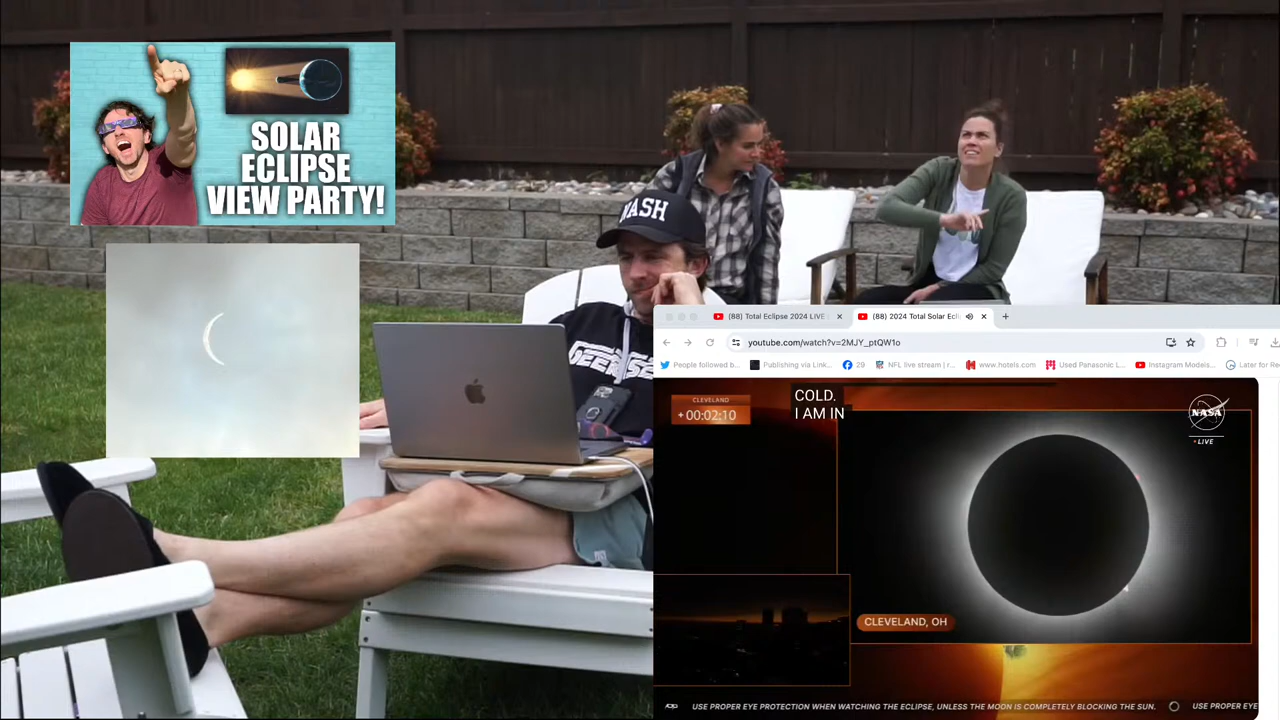 SOLAR
ECLIPSE
VIEW PARTY!
NASH
(88) Total Eclipse 2024 LIVE
(88) 2024 Total Solar Ecli
youtube.com/watch?v=2MJY_ptQW1o
People followed b...
Publishing via Link...
29
NFL live stream | r...
www.hotels.com
Used Panasonic L...
Instagram Models...
Later for Re
CLEVELAND
+00:02:10
COLD.
I AM IN
NASA
LIVE
CLEVELAND, OH
USE PROPER EYE PROTECTION WHEN WATCHING THE ECLIPSE, UNLESS THE MOON IS COMPLETELY BLOCKING THE SUN.
USE PROPER EYE